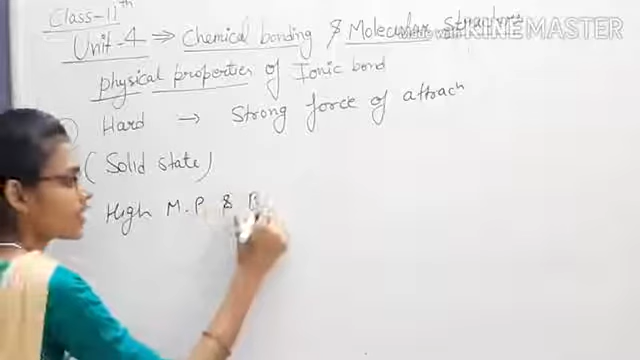 Class-11th
Unit-4 ⇒ Chemical bonding & Molecular Structure
physical properties of Ionic bond
Hard → Strong force of attracn
(Solid state)
High M.P & B
KINEMASTER